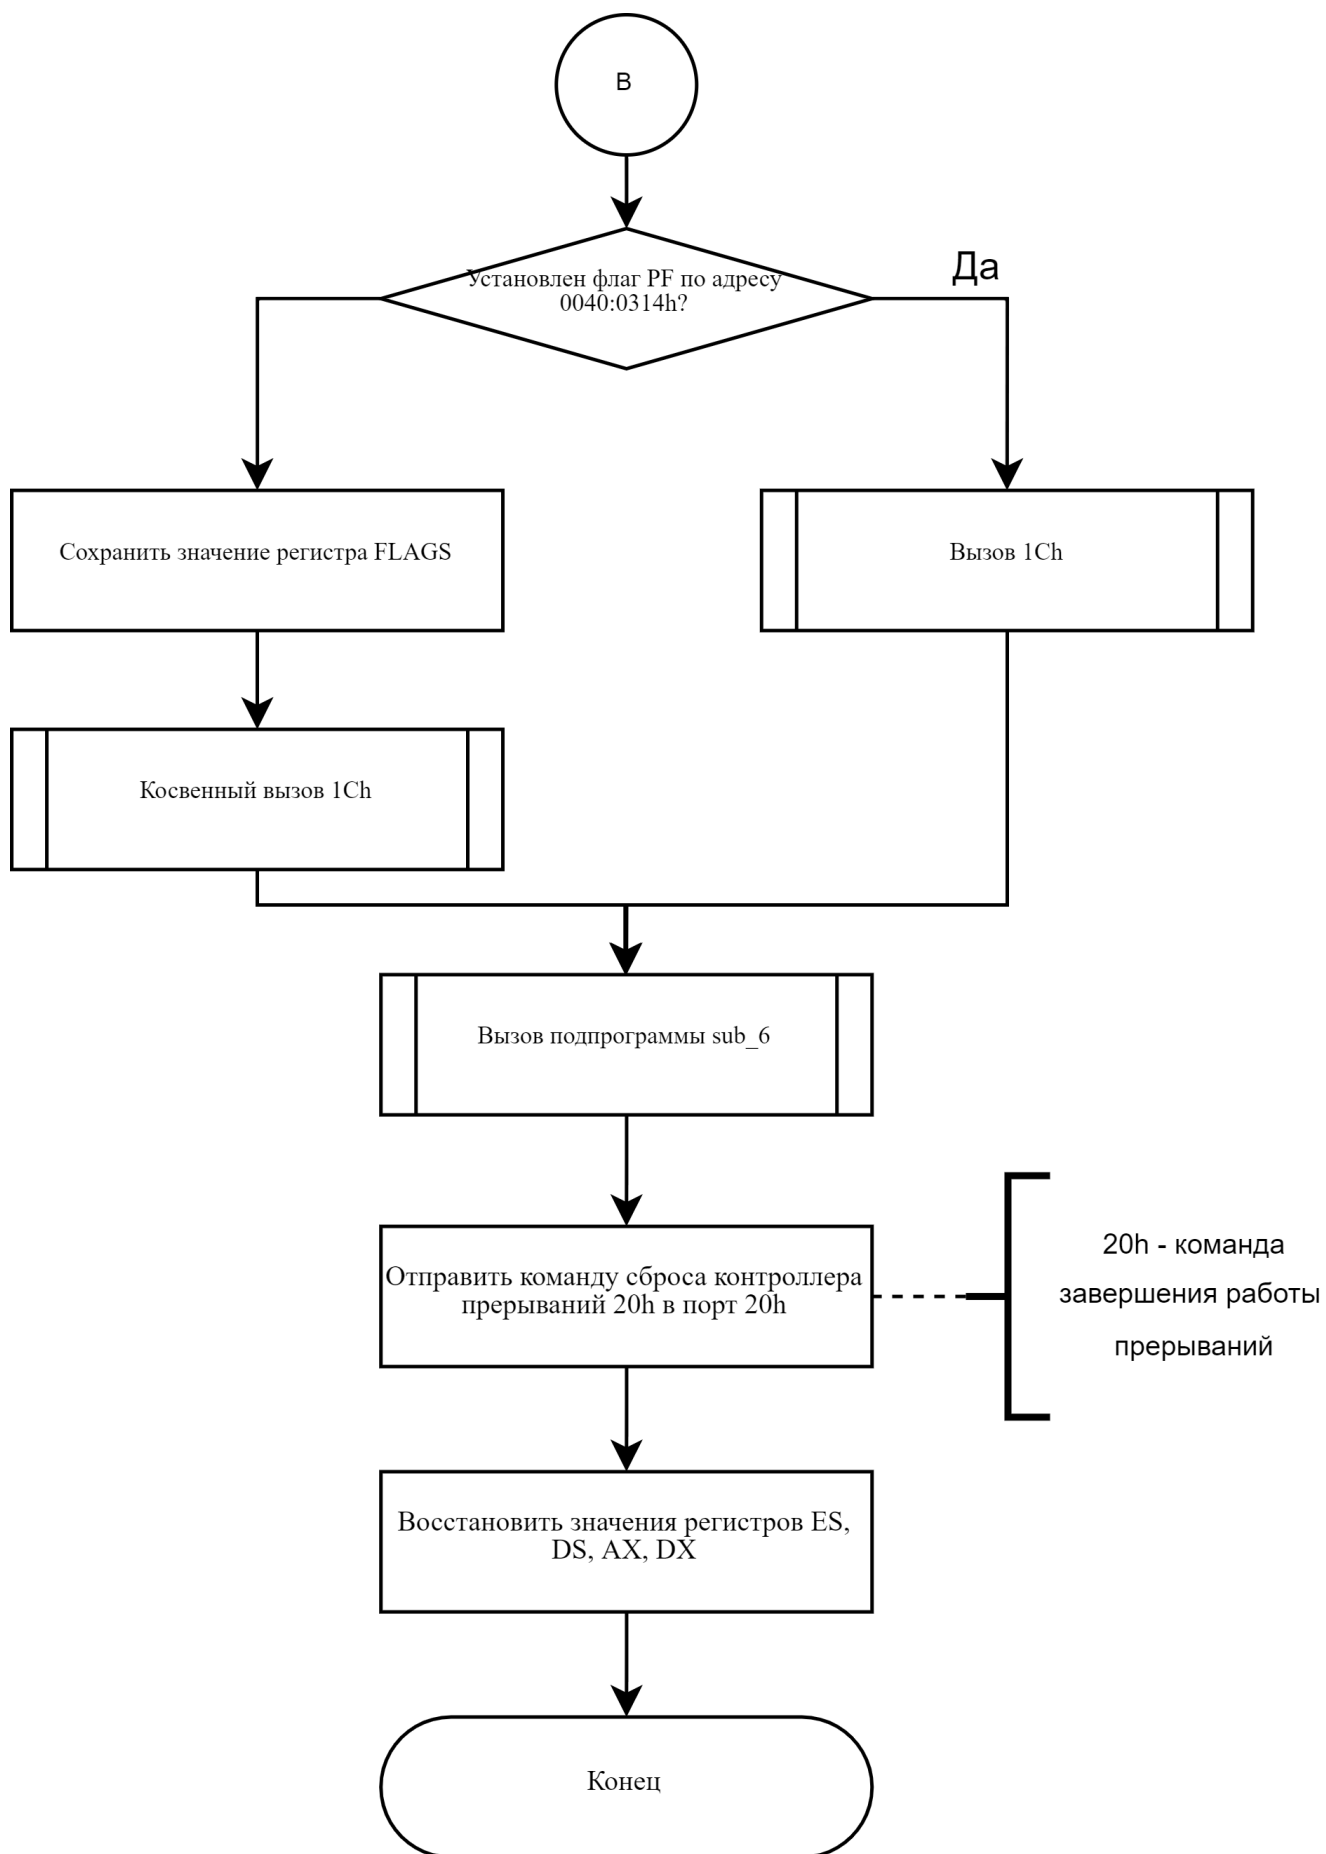 В
Установлен флаг PF по адресу
0040:0314h?
Да
Сохранить значение регистра FLAGS
Вызов 1Ch
Косвенный вызов 1Ch
Вызов подпрограммы sub_6
Отправить команду сброса контроллера
прерываний 20h в порт 20h
20h - команда
завершения работы
прерываний
Восстановить значения регистров ES,
DS, AX, DX
Конец